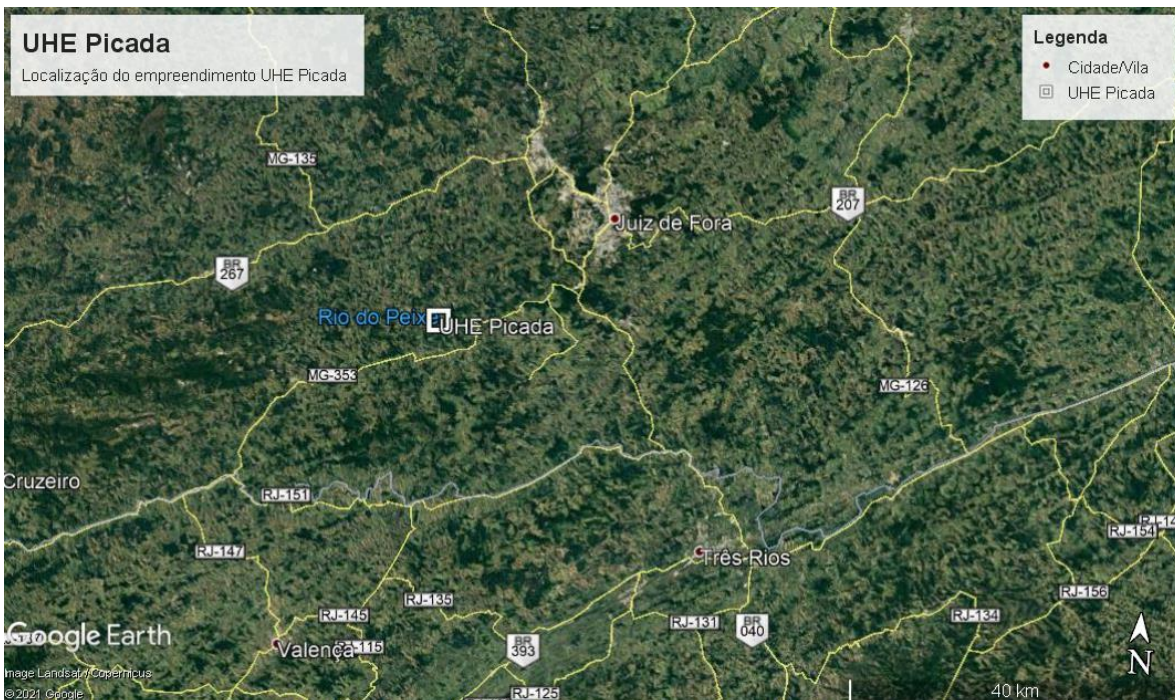 UHE Picada
Localização do empreendimento UHE Picada
Legenda
Cidade/Vila
UHE Picada
MG-135
BR
207
Juiz de Fora
BR
267
Rio do Peixe
UHE Picada
MG-353
MG-126
Cruzeiro
RJ-151
RJ-147
Três Rios
RJ-154
RJ-156
RJ-135
RJ-145
RJ-134
RJ-131
BR
040
BR
393
Valença
RJ-115
RJ-125
Google Earth
Image Landsat / Copernicus
©2021 Google
N
40 km